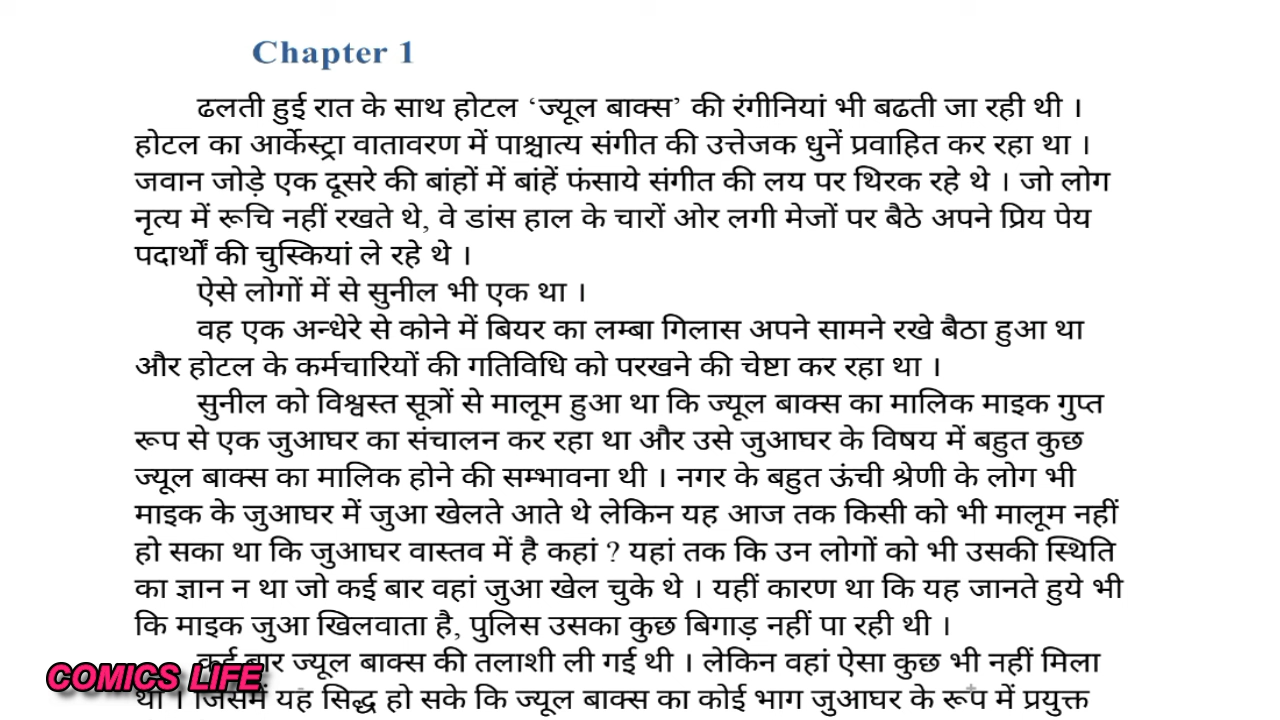 Chapter 1
ढलती हुई रात के साथ होटल ‘ज्यूल बाक्स’ की रंगीनियां भी बढती जा रही थी ।
होटल का आर्केस्ट्रा वातावरण में पाश्चात्य संगीत की उत्तेजक धुनें प्रवाहित कर रहा था ।
जवान जोड़े एक दूसरे की बांहों में बांहें फंसाये संगीत की लय पर थिरक रहे थे । जो लोग
नृत्य में रूचि नहीं रखते थे, वे डांस हाल के चारों ओर लगी मेजों पर बैठे अपने प्रिय पेय
पदार्थों की चुस्कियां ले रहे थे ।
ऐसे लोगों में से सुनील भी एक था ।
वह एक अन्धेरे से कोने में बियर का लम्बा गिलास अपने सामने रखे बैठा हुआ था
और होटल के कर्मचारियों की गतिविधि को परखने की चेष्टा कर रहा था ।
सुनील को विश्वस्त सूत्रों से मालूम हुआ था कि ज्यूल बाक्स का मालिक माइक गुप्त
रूप से एक जुआघर का संचालन कर रहा था और उसे जुआघर के विषय में बहुत कुछ
ज्यूल बाक्स का मालिक होने की सम्भावना थी । नगर के बहुत ऊंची श्रेणी के लोग भी
माइक के जुआघर में जुआ खेलते आते थे लेकिन यह आज तक किसी को भी मालूम नहीं
हो सका था कि जुआघर वास्तव में है कहां ? यहां तक कि उन लोगों को भी उसकी स्थिति
का ज्ञान न था जो कई बार वहां जुआ खेल चुके थे । यहीं कारण था कि यह जानते हुये भी
कि माइक जुआ खिलवाता है, पुलिस उसका कुछ बिगाड़ नहीं पा रही थी ।
कई बार ज्यूल बाक्स की तलाशी ली गई थी । लेकिन वहां ऐसा कुछ भी नहीं मिला
था । जिसमें यह सिद्ध हो सके कि ज्यूल बाक्स का कोई भाग जुआघर के रूप में प्रयुक्त
COMICS LIFE